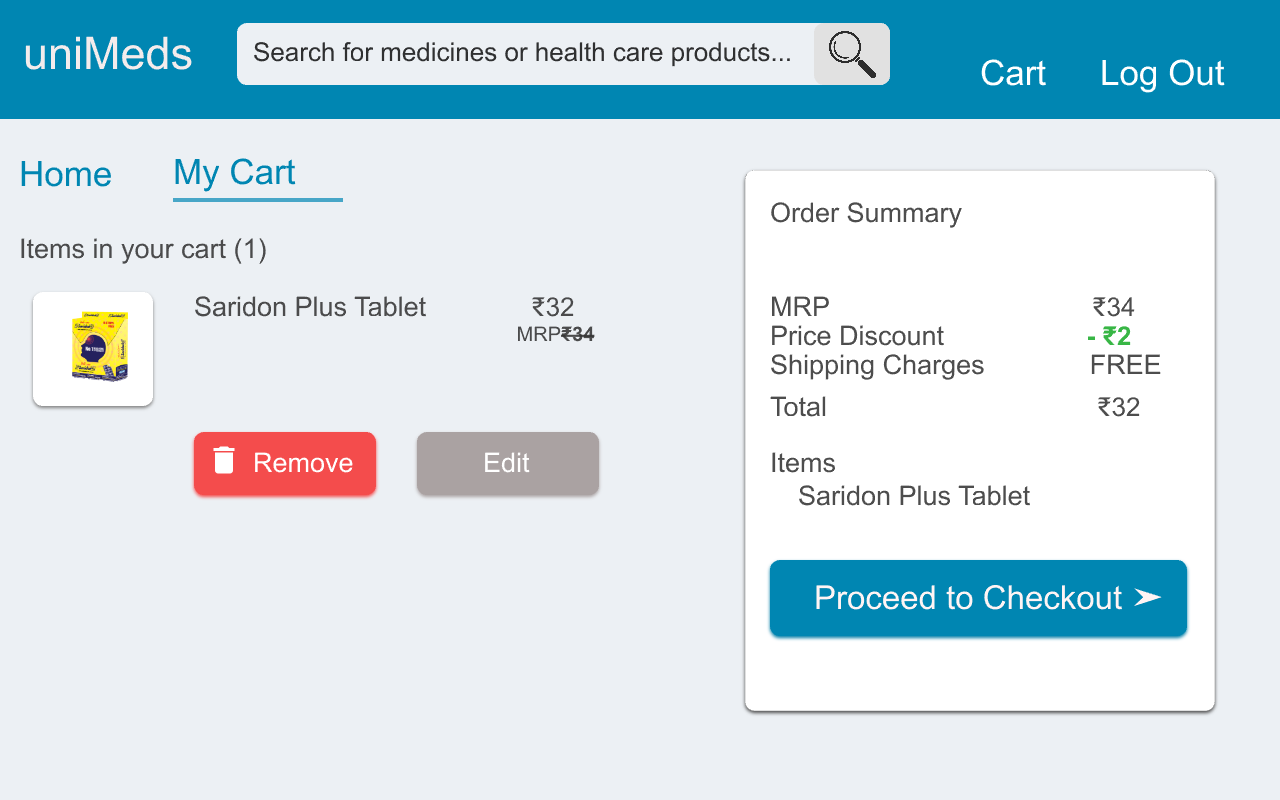 uniMeds
Search for medicines or health care products...
Cart
Log Out
Home
My Cart
Items in your cart (1)
Saridon Plus Tablet
₹32
MRP₹34
Remove
Edit
Order Summary
MRP ₹34
Price Discount - ₹2
Shipping Charges FREE
Total ₹32
Items
Saridon Plus Tablet
Proceed to Checkout ➢